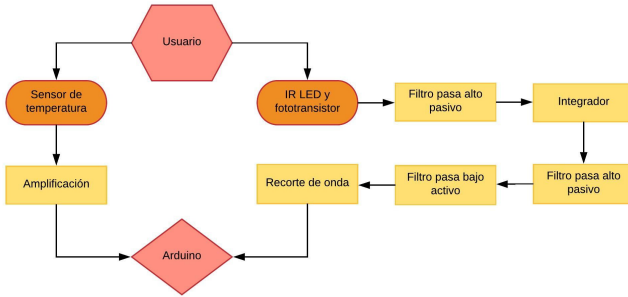 Usuario
Sensor de
temperatura
IR LED y
fototransistor
Filtro pasa alto
pasivo
Integrador
Amplificación
Recorte de onda
Filtro pasa bajo
activo
Filtro pasa alto
pasivo
Arduino